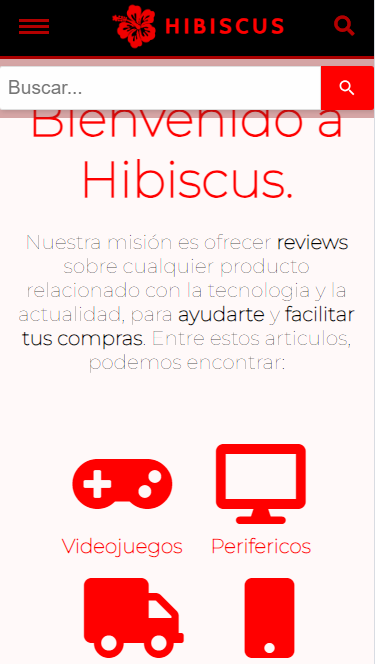 HIBISCUS
Buscar...
Bienvenido a
Hibiscus.
Nuestra misión es ofrecer reviews
sobre cualquier producto
relacionado con la tecnologia y la
actualidad, para ayudarte y facilitar
tus compras. Entre estos articulos,
podemos encontrar:
Videojuegos Perifericos